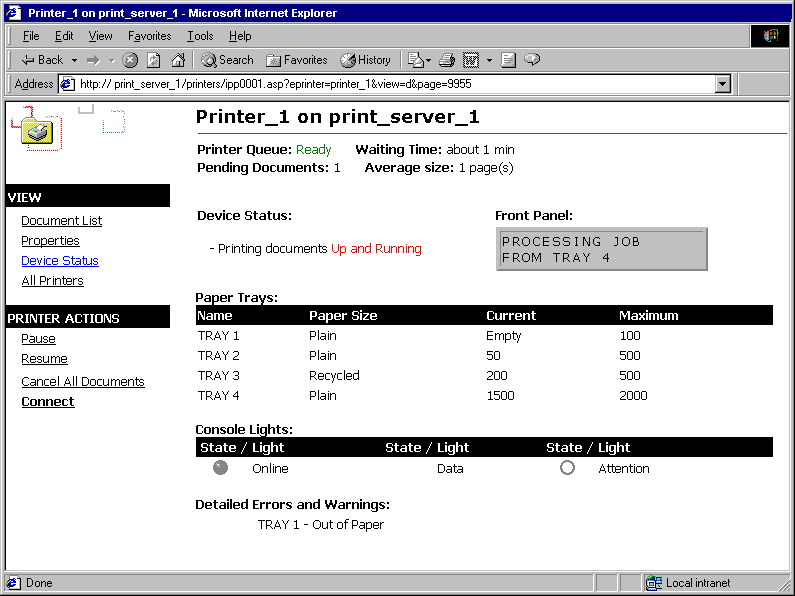 Printer_1 on print_server_1 - Microsoft Internet Explorer
File Edit View Favorites Tools Help
Back Search Favorites History
Address http:// print_server_1/printers/ipp0001.asp?eprinter=printer_1&view=d&page=9955
Printer_1 on print_server_1
Printer Queue: Ready Waiting Time: about 1 min
Pending Documents: 1 Average size: 1 page(s)
VIEW
Document List
Properties
Device Status
All Printers
PRINTER ACTIONS
Pause
Resume
Cancel All Documents
Connect
Device Status:
- Printing documents Up and Running
Front Panel:
PROCESSING JOB
FROM TRAY 4
Paper Trays:
Name Paper Size Current Maximum
TRAY 1 Plain Empty 100
TRAY 2 Plain 50 500
TRAY 3 Recycled 200 500
TRAY 4 Plain 1500 2000
Console Lights:
State / Light State / Light State / Light
Online Data Attention
Detailed Errors and Warnings:
TRAY 1 - Out of Paper
Done Local intranet